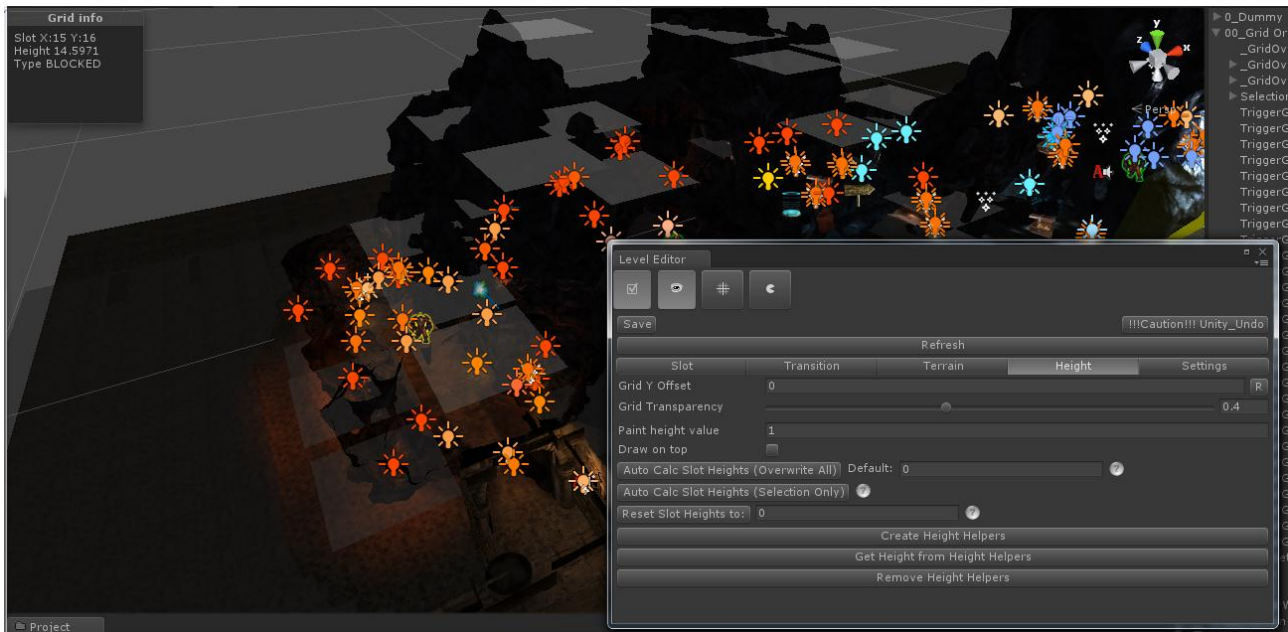 Grid info
Slot X:15 Y:16
Height 14.5971
Type BLOCKED
y
z
x
Persp
0_Dummy
00_Grid Or
_GridOv
_GridOv
_GridOv
Selection
TriggerG
TriggerG
TriggerG
TriggerG
TriggerG
TriggerG
TriggerG
TriggerG
Level Editor
Save
!!!Caution!!! Unity_Undo
Refresh
Slot Transition Terrain Height Settings
Grid Y Offset 0 R
Grid Transparency 0.4
Paint height value 1
Draw on top
Auto Calc Slot Heights (Overwrite All) Default: 0 ?
Auto Calc Slot Heights (Selection Only) ?
Reset Slot Heights to: 0 ?
Create Height Helpers
Get Height from Height Helpers
Remove Height Helpers
Project